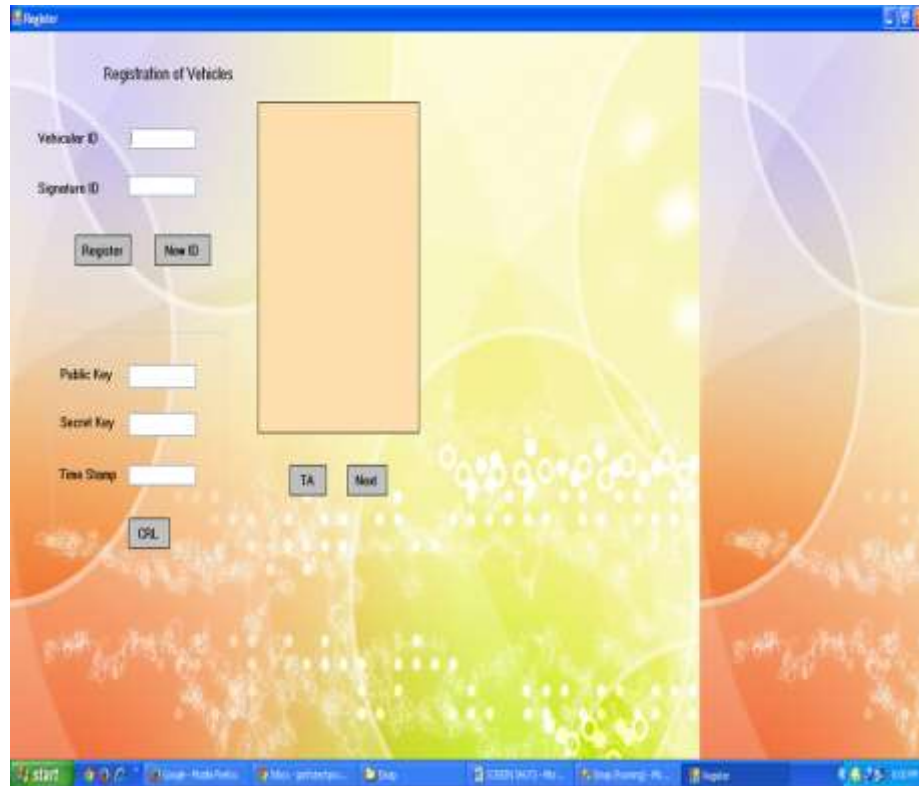 Register
Registration of Vehicles
Vehicular ID
Signature ID
Register New ID
Public Key
Secret Key
Time Stamp
TA Next
CRL
start
Register